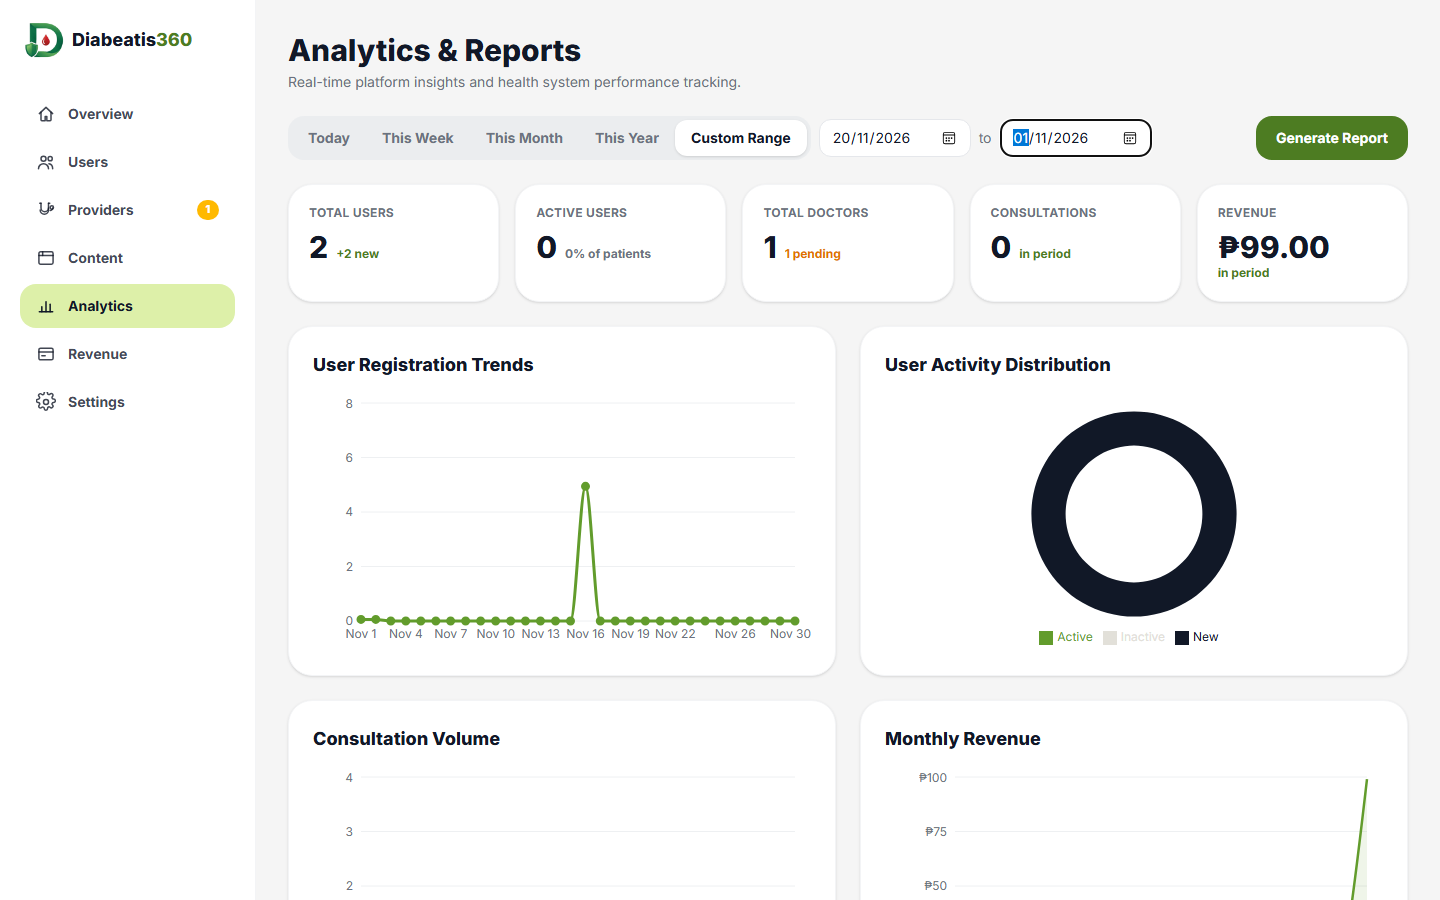 Diabeatis360
Overview
Users
Providers 1
Content
Analytics
Revenue
Settings
Analytics & Reports
Real-time platform insights and health system performance tracking.
Today This Week This Month This Year Custom Range 20/11/2026 to 01/11/2026 Generate Report
TOTAL USERS
2 +2 new
ACTIVE USERS
0 0% of patients
TOTAL DOCTORS
1 1 pending
CONSULTATIONS
0 in period
REVENUE
₱99.00
in period
User Registration Trends
8
6
4
2
0
Nov 1 Nov 4 Nov 7 Nov 10 Nov 13 Nov 16 Nov 19 Nov 22 Nov 26 Nov 30
User Activity Distribution
Active Inactive New
Consultation Volume
4
3
2
Monthly Revenue
₱100
₱75
₱50